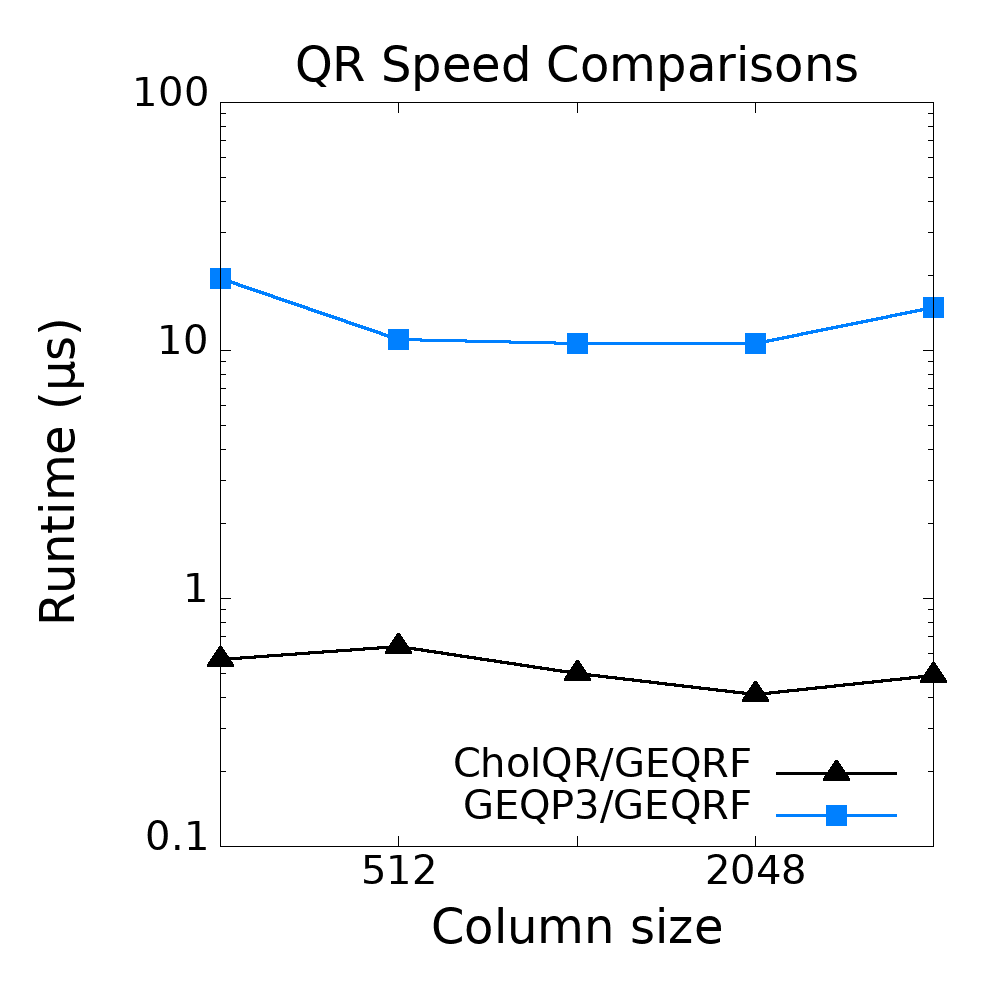 QR Speed Comparisons
100
10
1
0.1
Runtime (µs)
CholQR/GEQRF
GEQP3/GEQRF
512 2048
Column size